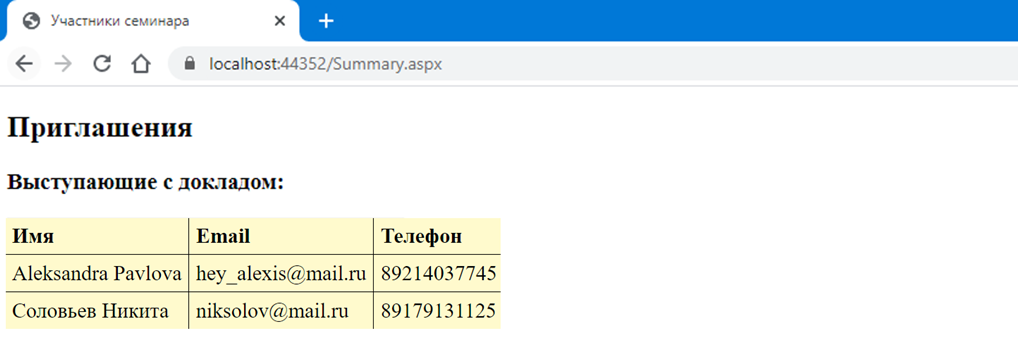 Участники семинара
localhost:44352/Summary.aspx
Приглашения
Выступающие с докладом:
Имя Email Телефон
Aleksandra Pavlova hey_alexis@mail.ru 89214037745
Соловьев Никита niksolov@mail.ru 89179131125